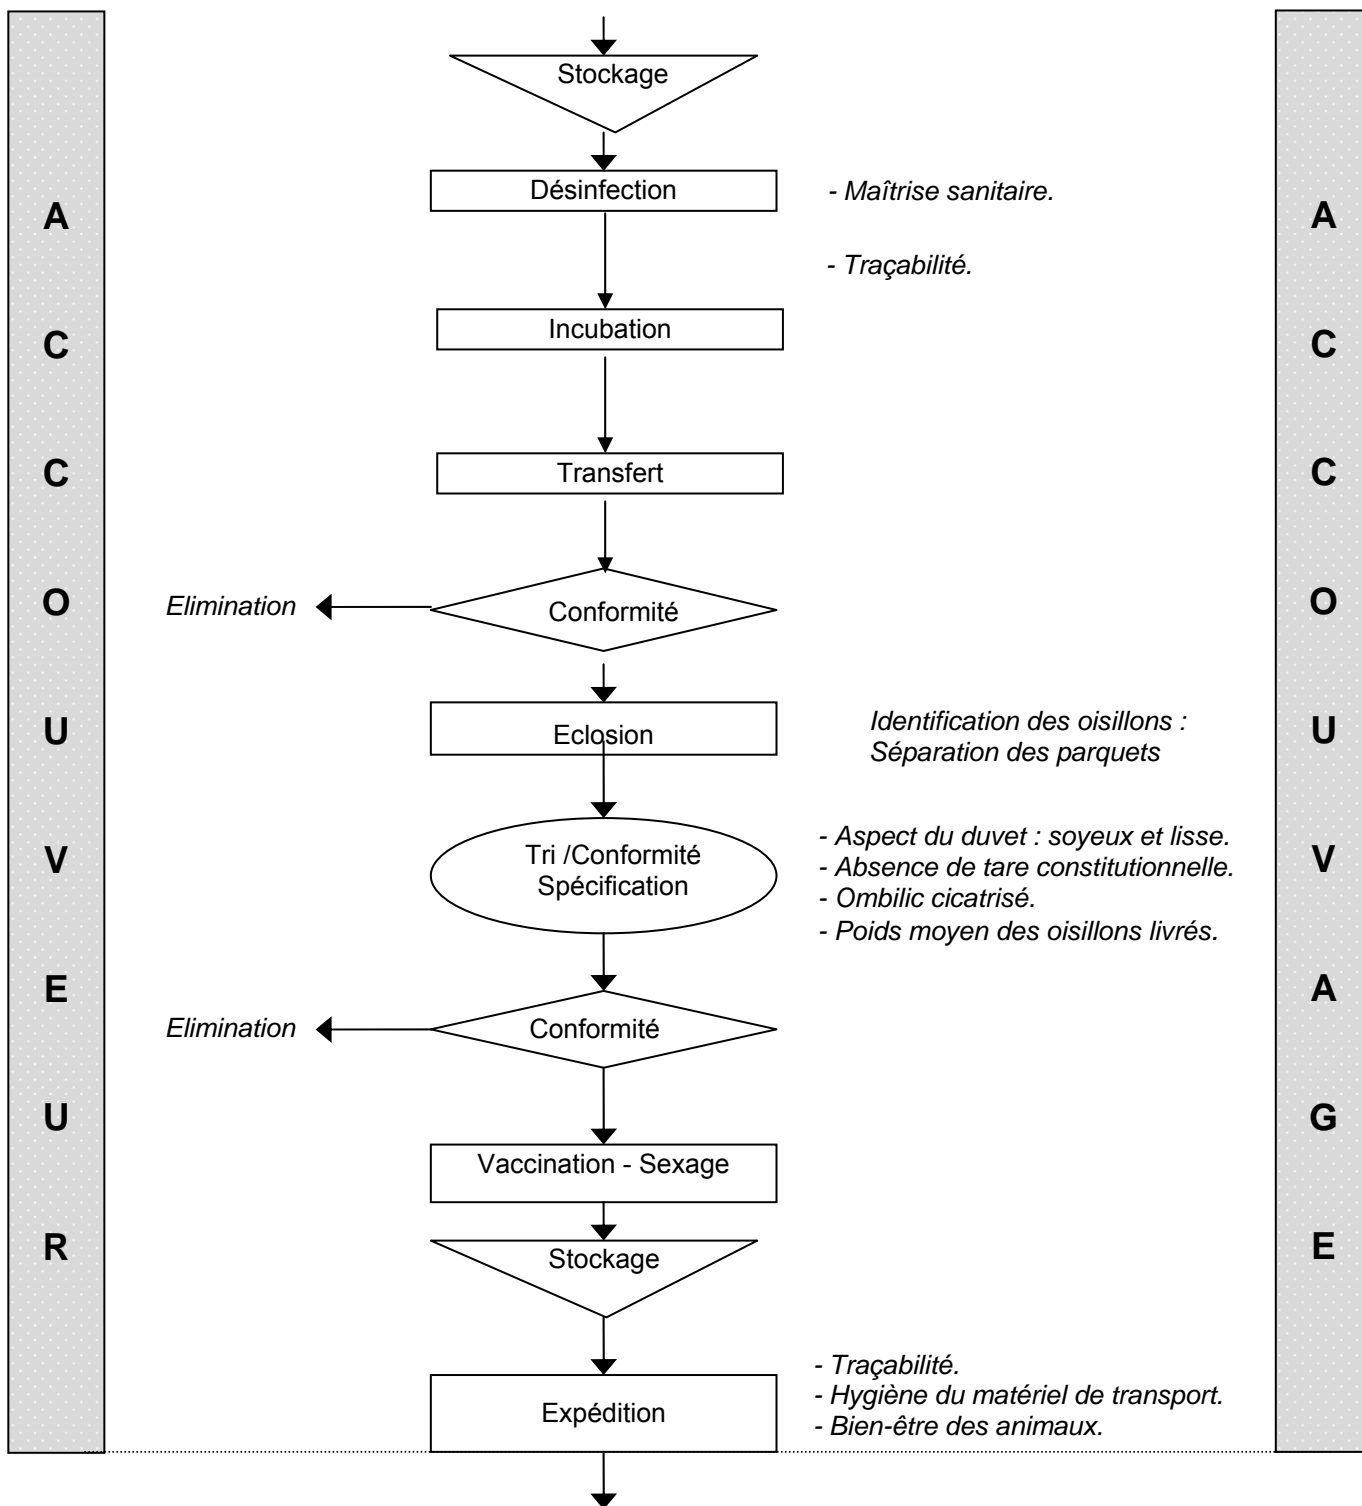 Stockage
Désinfection
- Maîtrise sanitaire.
- Traçabilité.
Incubation
Transfert
Elimination
Conformité
Eclosion
Identification des oisillons :
Séparation des parquets
Tri /Conformité
Spécification
- Aspect du duvet : soyeux et lisse.
- Absence de tare constitutionnelle.
- Ombilic cicatrisé.
- Poids moyen des oisillons livrés.
Elimination
Conformité
Vaccination - Sexage
Stockage
Expédition
- Traçabilité.
- Hygiène du matériel de transport.
- Bien-être des animaux.
A
C
C
O
U
V
E
U
R
A
C
C
O
U
V
A
G
E